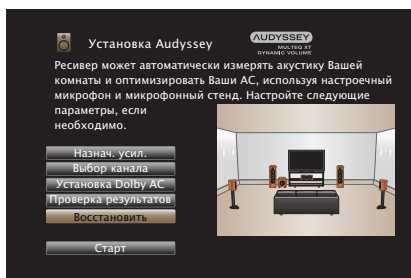 Установка Audyssey
AUDYSSEY
MULTEQ XT
DYNAMIC VOLUME
Ресивер может автоматически измерять акустику Вашей
комнаты и оптимизировать Ваши АС, используя настроечный
микрофон и микрофонный стенд. Настройте следующие
параметры, если
необходимо.
Назнач. усил.
Выбор канала
Установка Dolby АС
Проверка результатов
Восстановить
Старт